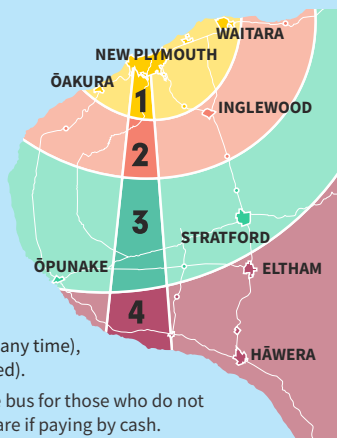 WAITARA
NEW PLYMOUTH
ŌAKURA
1
INGLEWOOD
2
3
STRATFORD
ŌPUNAKE
ELTHAM
4
HĀWERA
any time),
ed).
bus for those who do not
are if paying by cash.